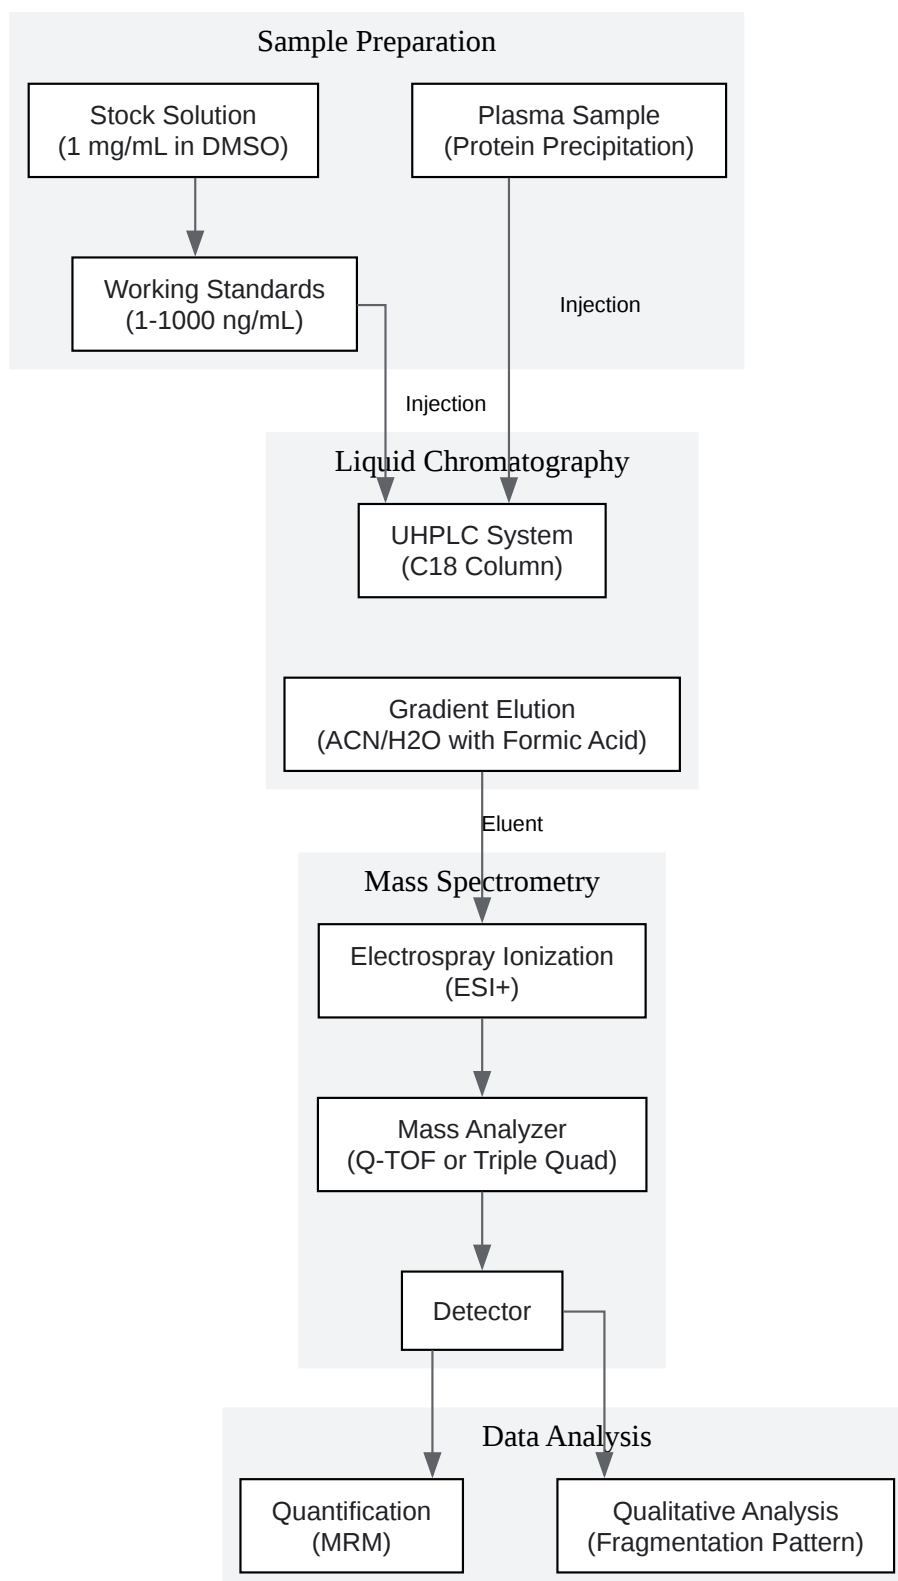 Sample Preparation
Stock Solution
(1 mg/mL in DMSO)
Plasma Sample
(Protein Precipitation)
Working Standards
(1-1000 ng/mL)
Injection
Injection
Liquid Chromatography
UHPLC System
(C18 Column)
Gradient Elution
(ACN/H2O with Formic Acid)
Eluent
Mass Spectrometry
Electrospray Ionization
(ESI+)
Mass Analyzer
(Q-TOF or Triple Quad)
Detector
Data Analysis
Quantification
(MRM)
Qualitative Analysis
(Fragmentation Pattern)